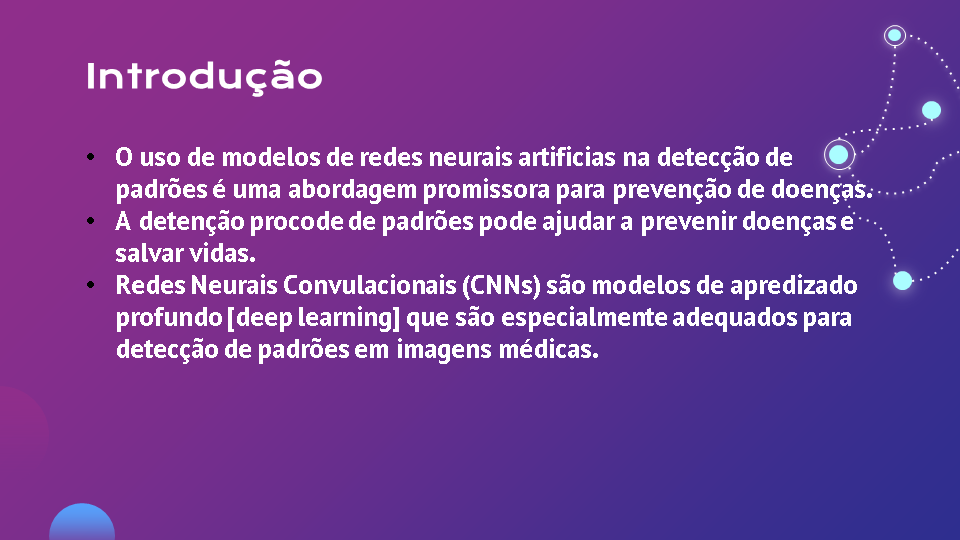 Introdução
• O uso de modelos de redes neurais artificias na detecção de
padrões é uma abordagem promissora para prevenção de doenças.
• A detenção procode de padrões pode ajudar a prevenir doenças e
salvar vidas.
• Redes Neurais Convulacionais (CNNs) são modelos de apredizado
profundo [deep learning] que são especialmente adequados para
detecção de padrões em imagens médicas.